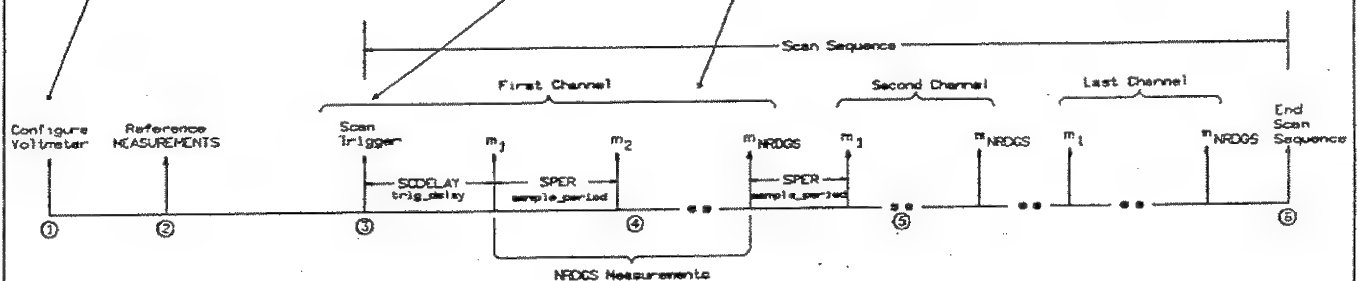 Scan Sequence
First Channel
Second Channel
Last Channel
Configure
Voltmeter
Reference
MEASUREMENTS
Scan
Trigger
m1
m2
mNRDGS
m1
mNRDGS
m1
mNRDGS
End
Scan
Sequence
SCDELAY
trig_delay
SPER
sample_period
SPER
sample_period
① ② ③ ④ ⑤ ⑥
NRDGS Measurements